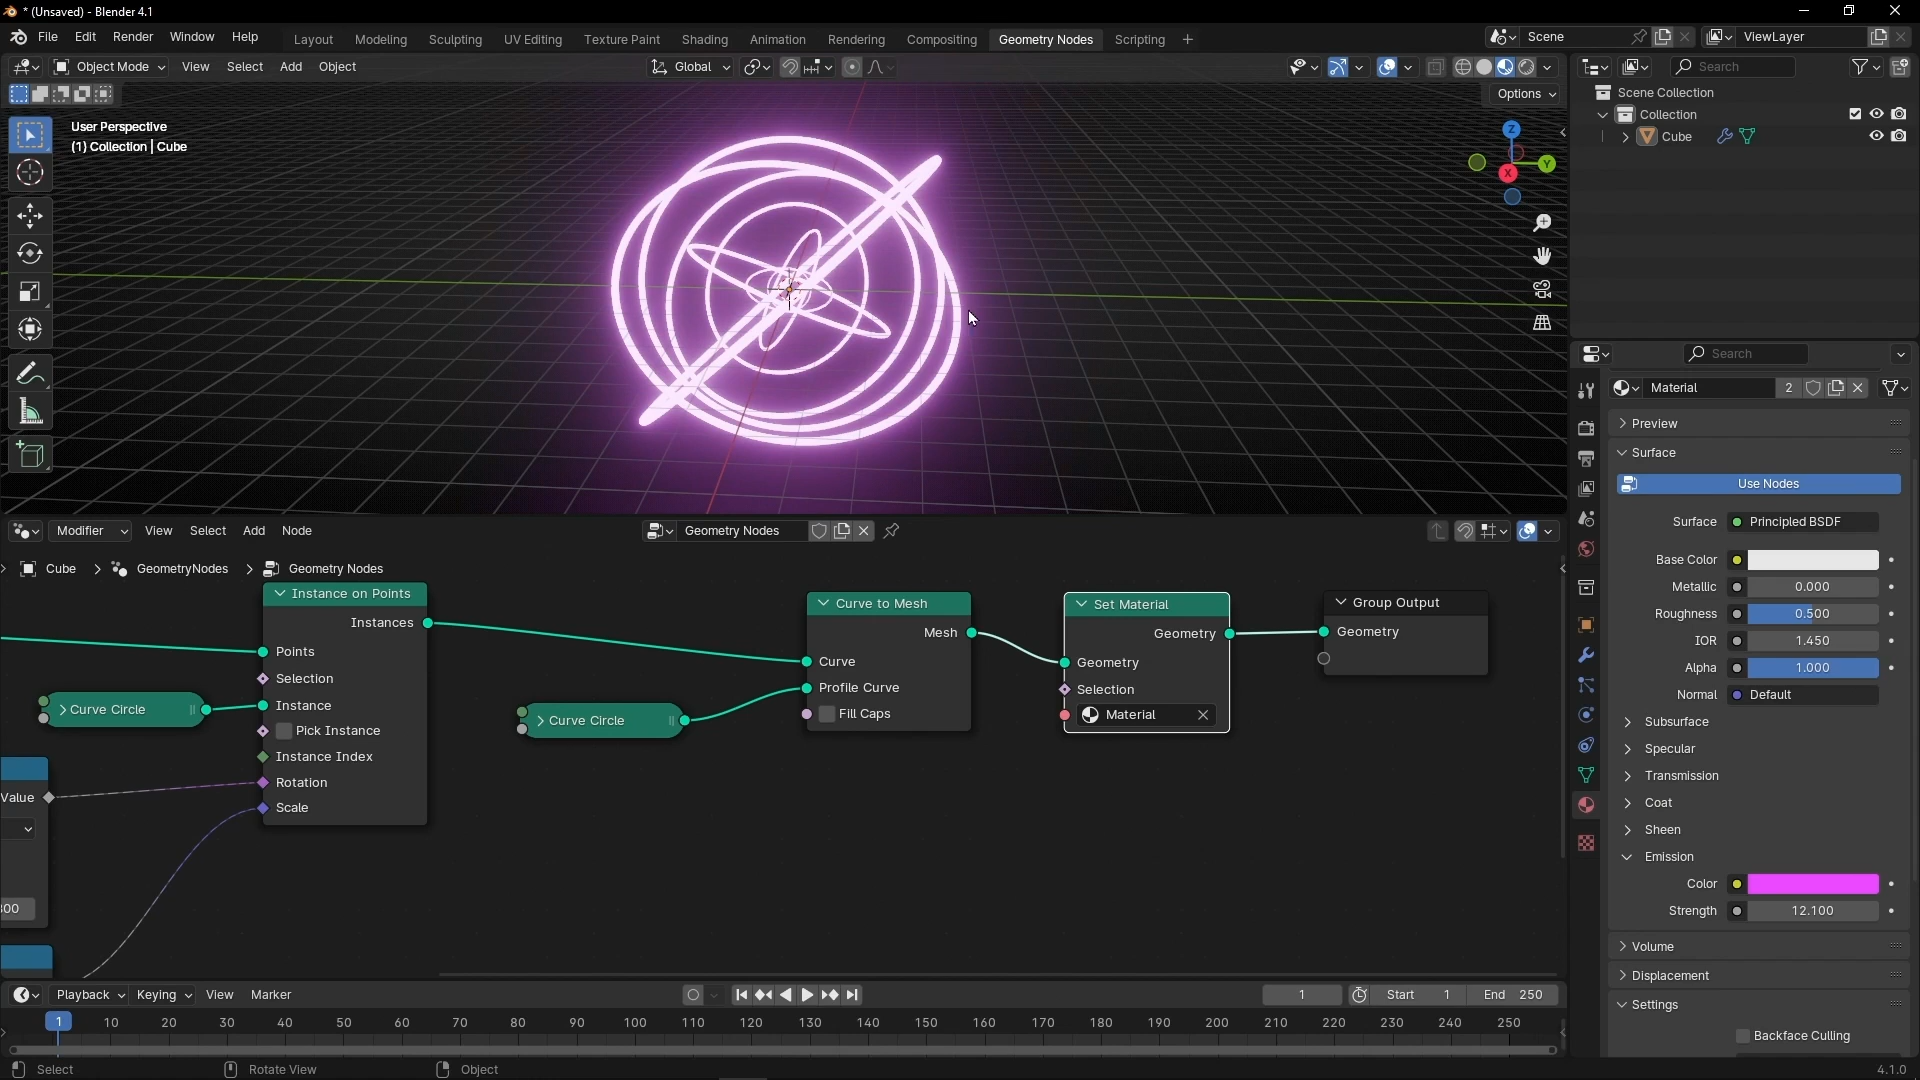 * (Unsaved) - Blender 4.1
File Edit Render Window Help
Layout Modeling Sculpting UV Editing Texture Paint Shading Animation Rendering Compositing Geometry Nodes Scripting +
Scene
ViewLayer
Object Mode View Select Add Object
Global
Options
Search
Scene Collection
Collection
Cube
User Perspective
(1) Collection | Cube
Z
Y
X
Search
Material 2
Preview
Surface
Use Nodes
Surface Principled BSDF
Base Color
Metallic 0.000
Roughness 0.500
IOR 1.450
Alpha 1.000
Normal Default
Subsurface
Specular
Transmission
Coat
Sheen
Emission
Color
Strength 12.100
Volume
Displacement
Settings
Backface Culling
Modifier View Select Add Node
Geometry Nodes
Cube > GeometryNodes > Geometry Nodes
Instance on Points
Instances
Points
Selection
Instance
Pick Instance
Instance Index
Rotation
Scale
Curve Circle
Value
Curve Circle
Curve to Mesh
Mesh
Curve
Profile Curve
Fill Caps
Set Material
Geometry
Geometry
Selection
Material
Group Output
Geometry
Playback Keying View Marker
1
Start 1
End 250
1 10 20 30 40 50 60 70 80 90 100 110 120 130 140 150 160 170 180 190 200 210 220 230 240 250
Select
Rotate View
Object
4.1.0